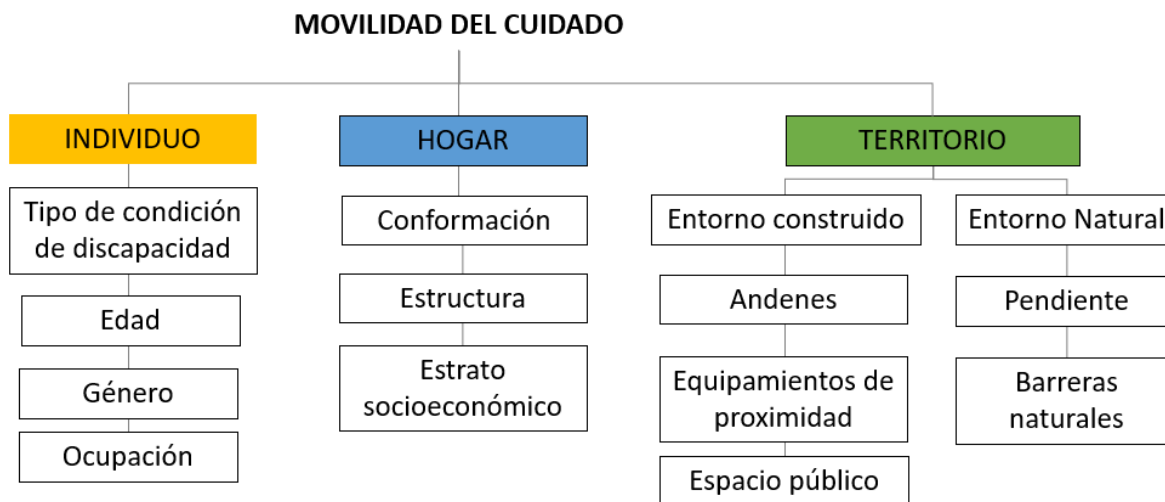 MOVILIDAD DEL CUIDADO
INDIVIDUO
Tipo de condición
de discapacidad
Edad
Género
Ocupación
HOGAR
Conformación
Estructura
Estrato
socioeconómico
TERRITORIO
Entorno construido
Andenes
Equipamientos de
proximidad
Espacio público
Entorno Natural
Pendiente
Barreras
naturales